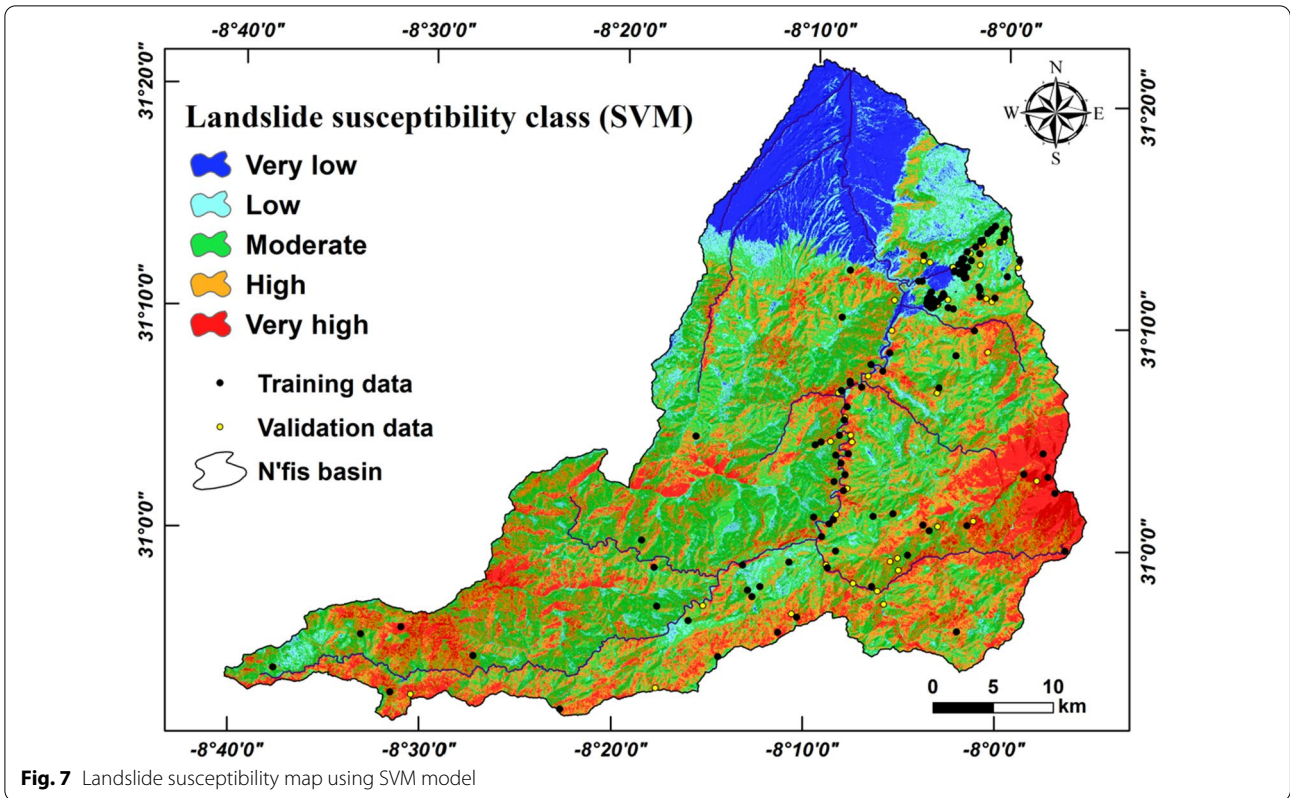 -8°40'0" -8°30'0" -8°20'0" -8°10'0" -8°0'0"
31°20'0"
31°10'0"
31°0'0"
Landslide susceptibility class (SVM)
Very low
Low
Moderate
High
Very high
Training data
Validation data
N'fis basin
N
W E
S
31°20'0"
31°10'0"
31°0'0"
0 5 10
km
-8°40'0" -8°30'0" -8°20'0" -8°10'0" -8°0'0"
Fig. 7 Landslide susceptibility map using SVM model